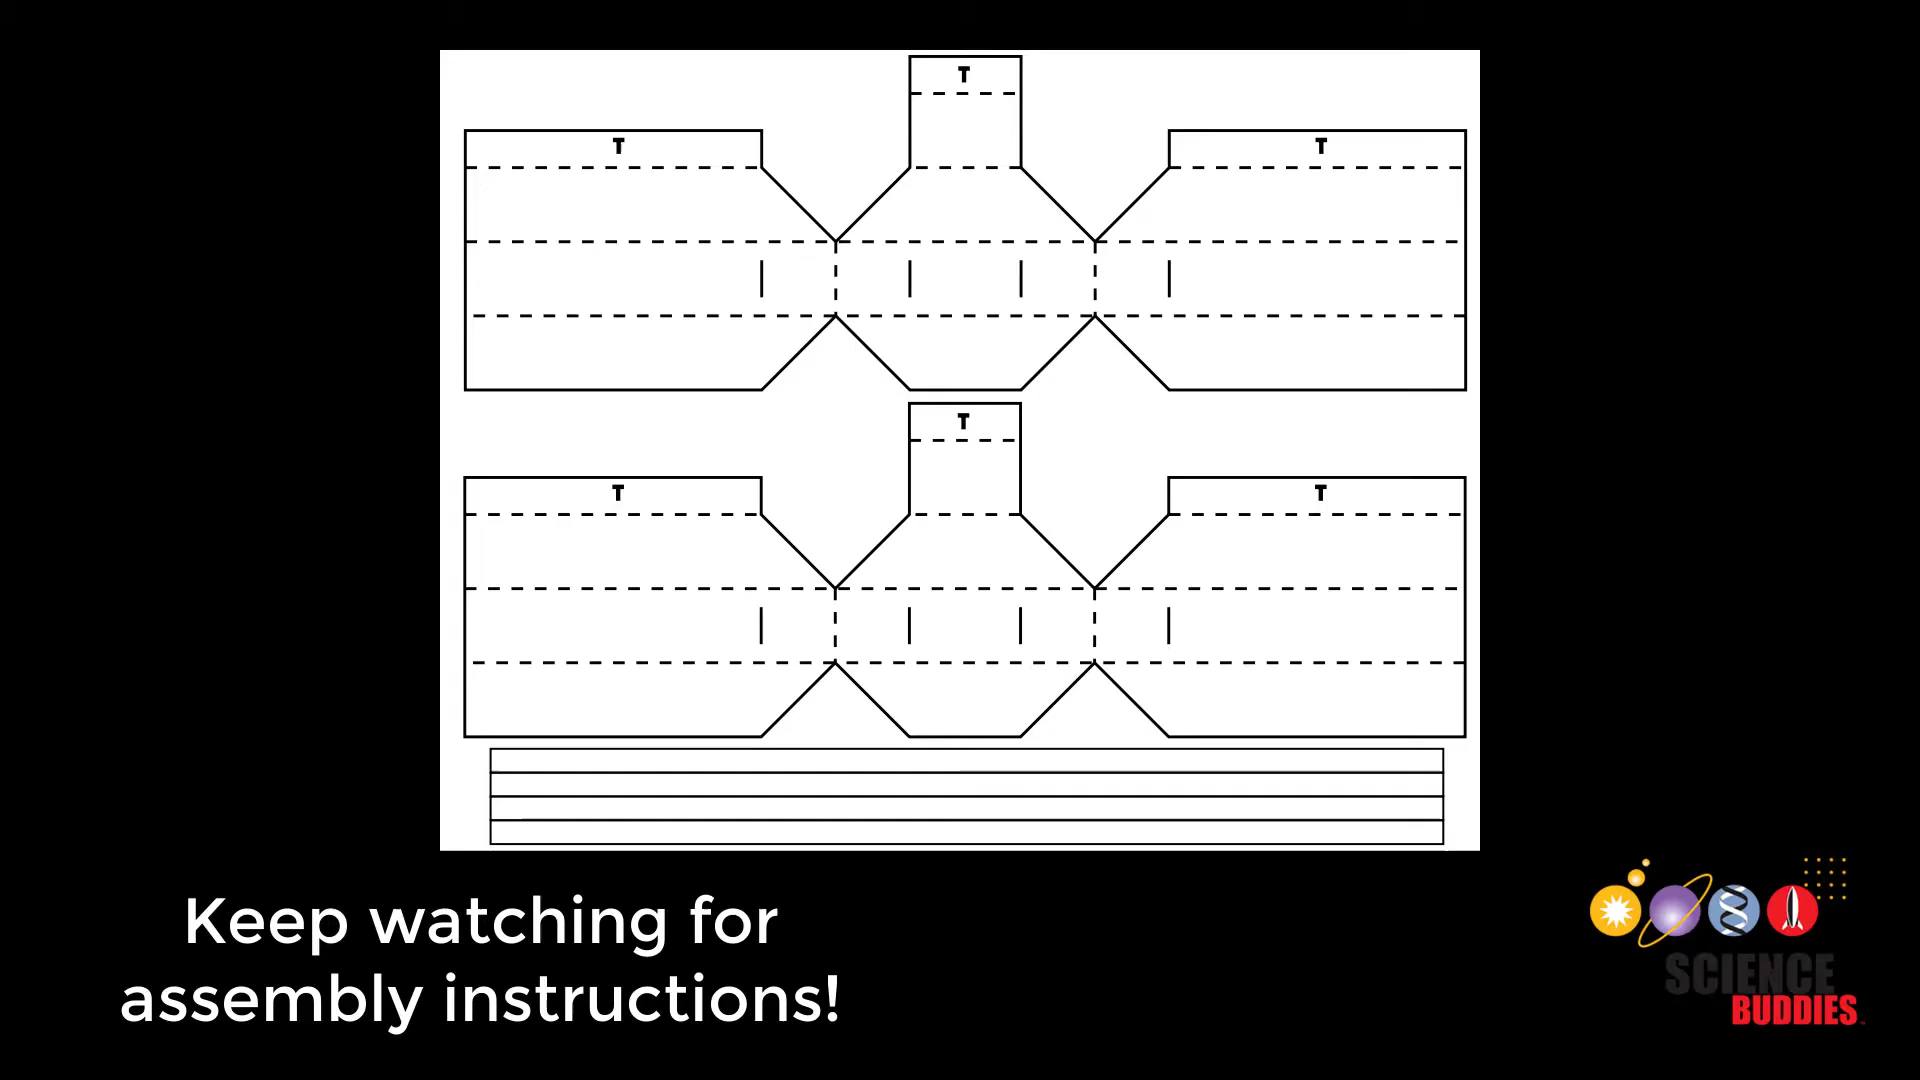 T
T
T
T
T
T
Keep watching for
assembly instructions!
SCIENCE
BUDDIES